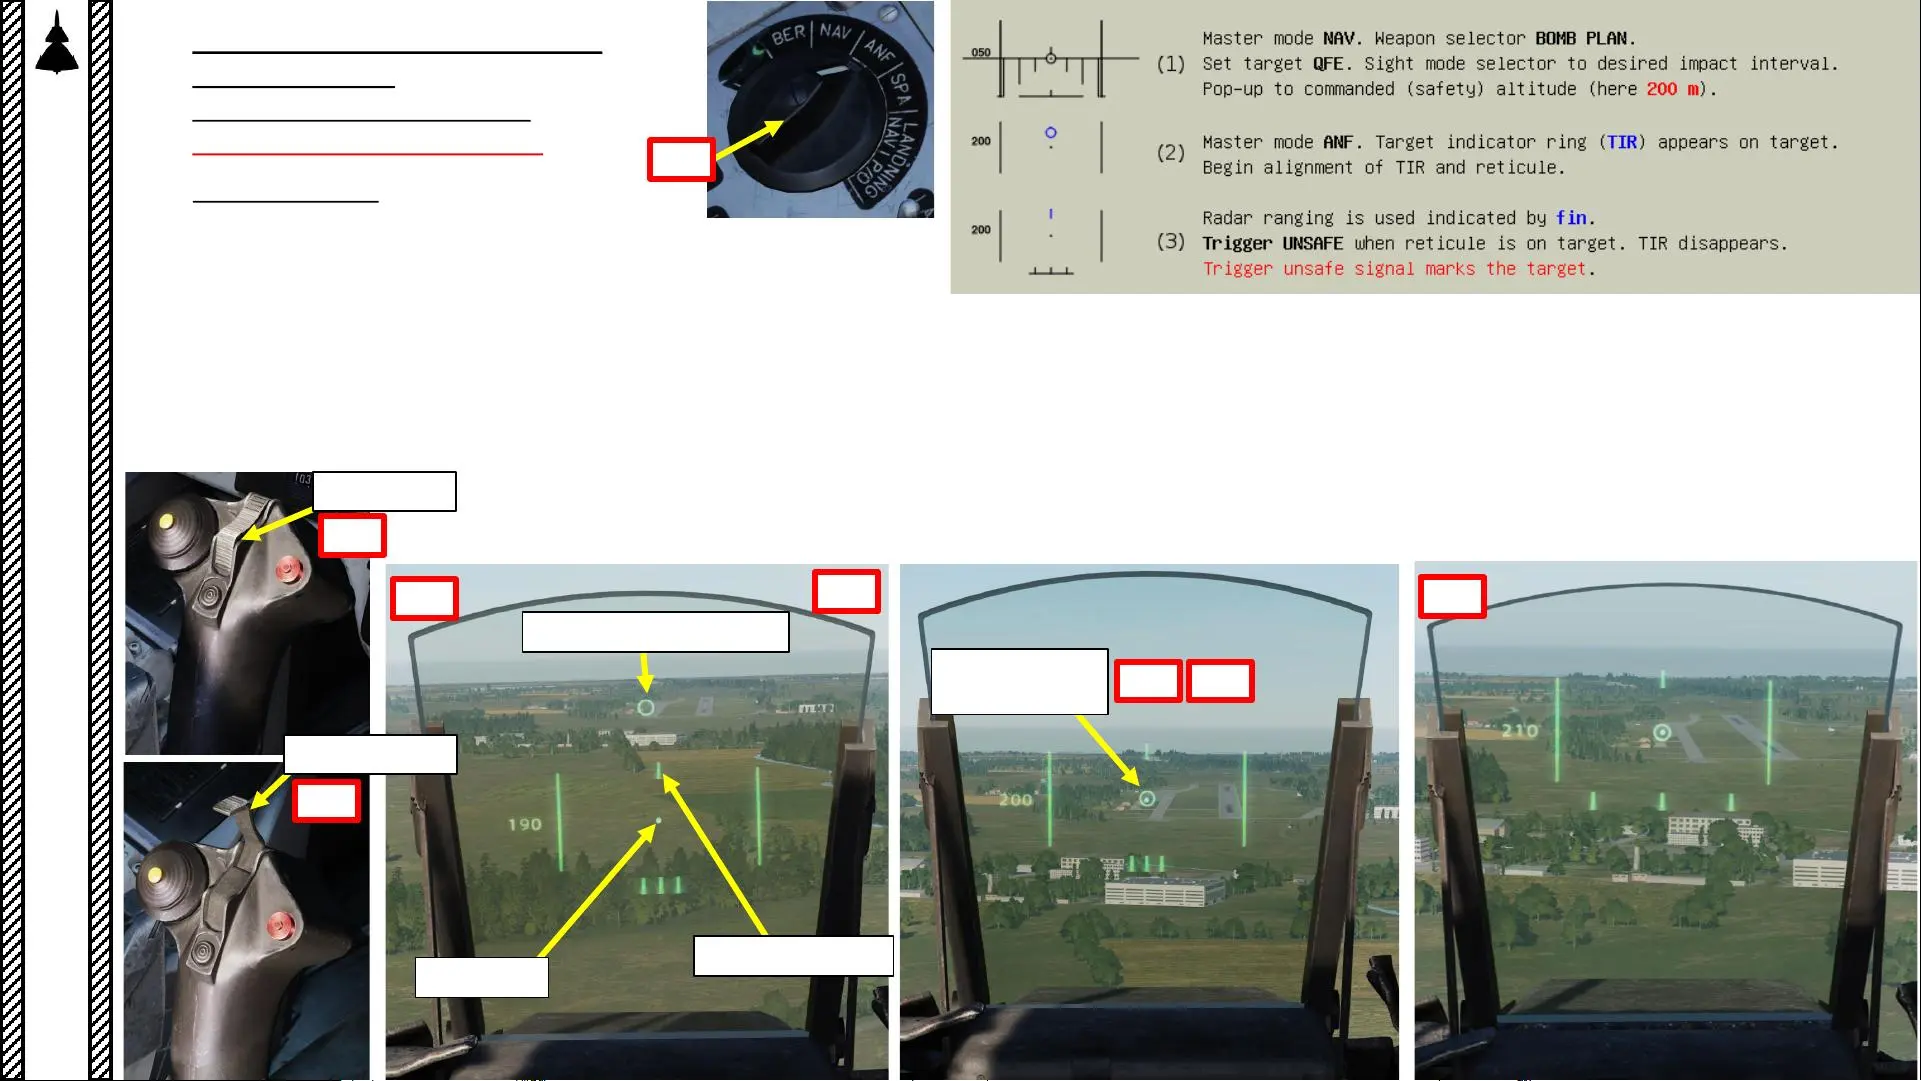 BER NAV ANF SPA LANDNING NAV LANDNING P/O
050
(1)
Master mode NAV. Weapon selector BOMB PLAN.
Set target QFE. Sight mode selector to desired impact interval.
Pop-up to commanded (safety) altitude (here 200 m).
200
(2)
Master mode ANF. Target indicator ring (TIR) appears on target.
Begin alignment of TIR and reticule.
200
(3)
Radar ranging is used indicated by fin.
Trigger UNSAFE when reticule is on target. TIR disappears.
Trigger unsafe signal marks the target.
190
200
210